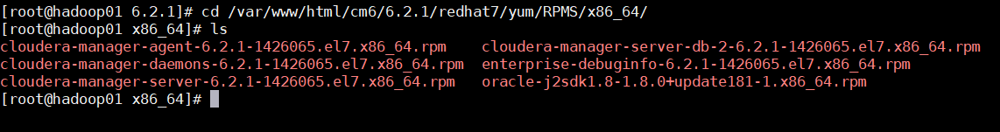 [root@hadoop01 6.2.1]# cd /var/www/html/cm6/6.2.1/redhat7/yum/RPMS/x86_64/
[root@hadoop01 x86_64]# ls
cloudera-manager-agent-6.2.1-1426065.el7.x86_64.rpm cloudera-manager-server-db-2-6.2.1-1426065.el7.x86_64.rpm
cloudera-manager-daemons-6.2.1-1426065.el7.x86_64.rpm enterprise-debuginfo-6.2.1-1426065.el7.x86_64.rpm
cloudera-manager-server-6.2.1-1426065.el7.x86_64.rpm oracle-j2sdk1.8-1.8.0+update181-1.x86_64.rpm
[root@hadoop01 x86_64]#